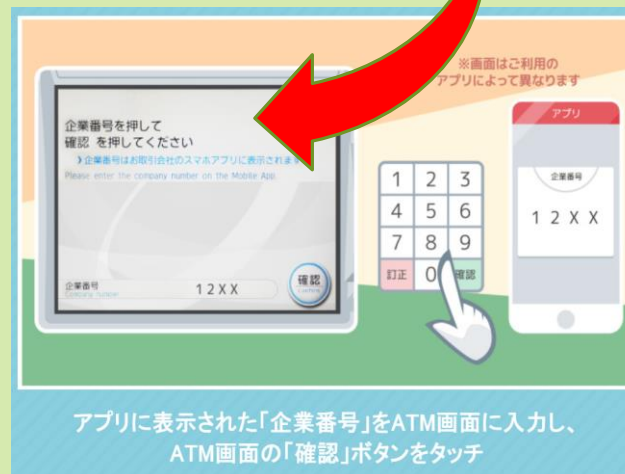 ※画面はご利用の
アプリによって異なります
企業番号を押して
確認 を押してください
》企業番号はお取引会社のスマホアプリに表示されます
Please enter the company number on the Mobile App.
企業番号
Company number
12XX
確認
1 2 3
4 5 6
7 8 9
訂正 0 確認
アプリ
企業番号
12XX
アプリに表示された「企業番号」をATM画面に入力し、
ATM画面の「確認」ボタンをタッチ